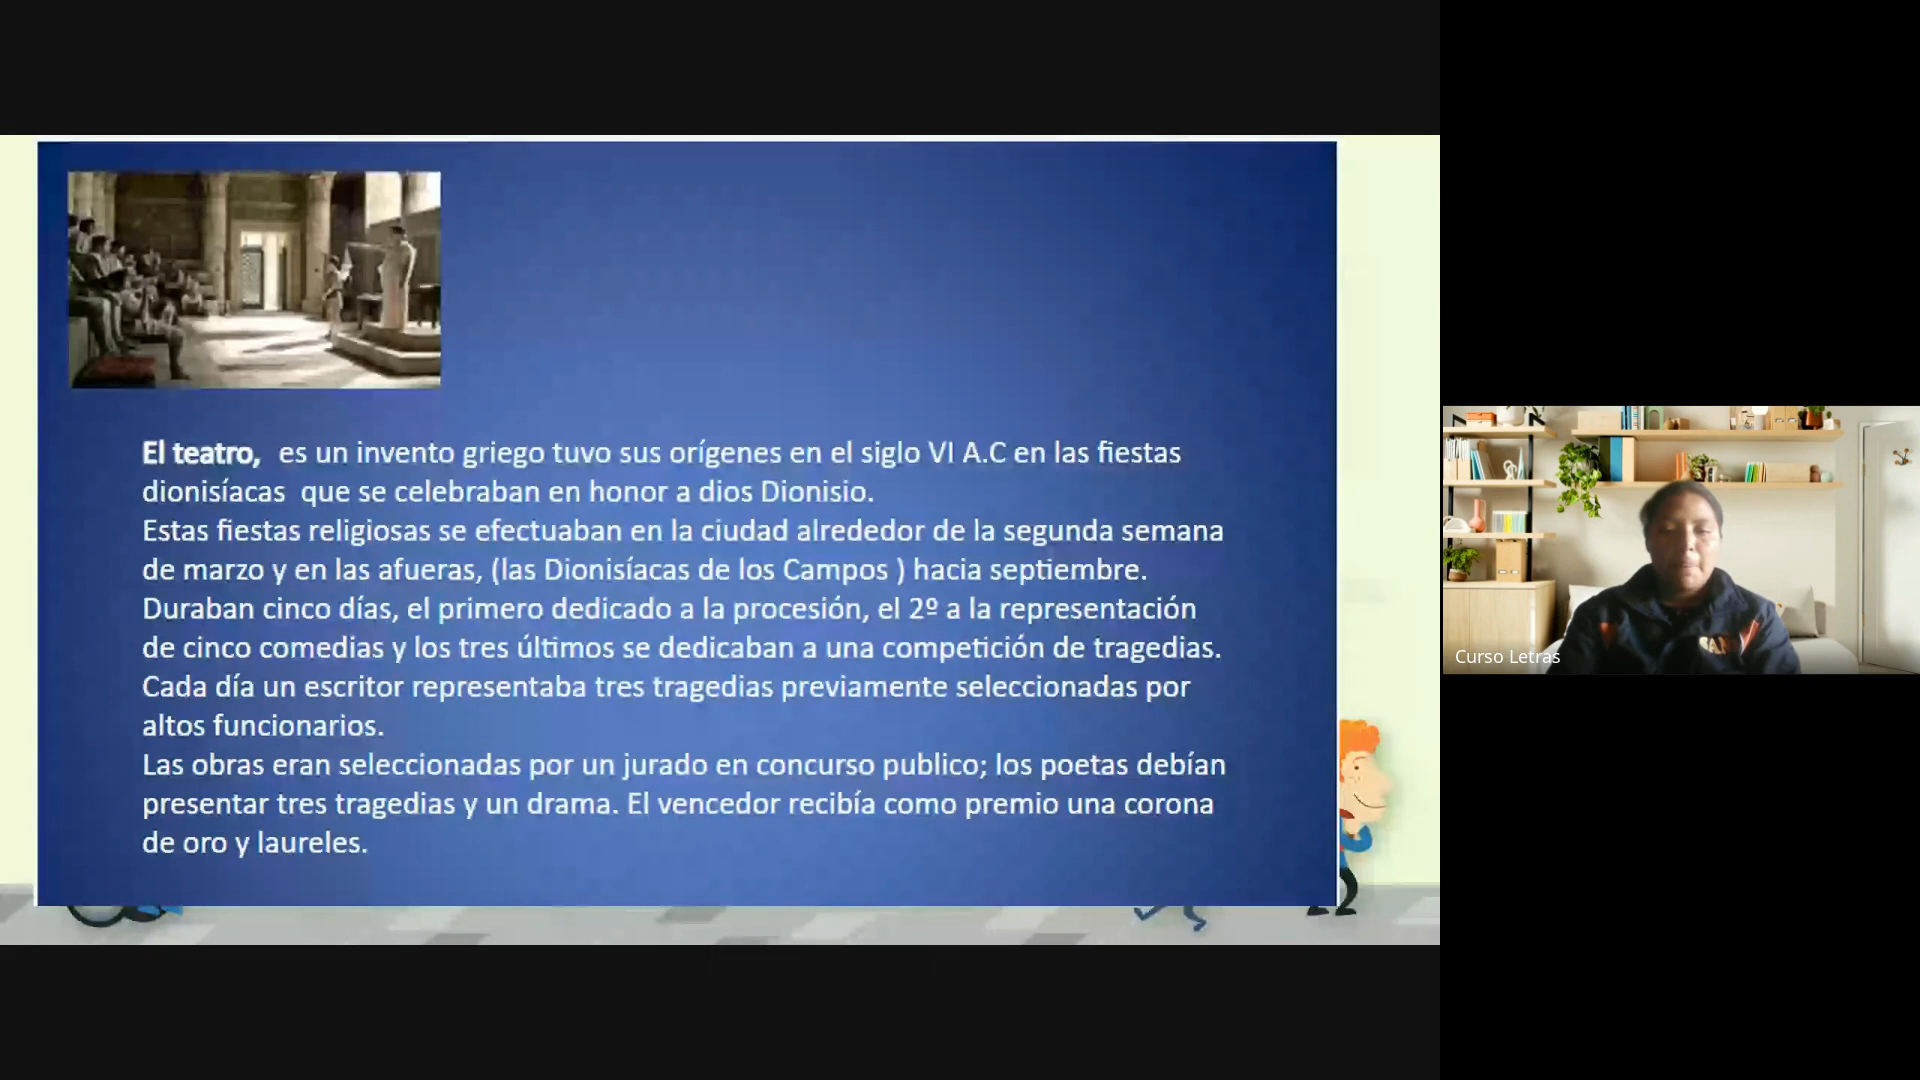 El teatro, es un invento griego tuvo sus orígenes en el siglo VI A.C en las fiestas
dionisíacas que se celebraban en honor a dios Dionisio.
Estas fiestas religiosas se efectuaban en la ciudad alrededor de la segunda semana
de marzo y en las afueras, (las Dionisíacas de los Campos ) hacia septiembre.
Duraban cinco días, el primero dedicado a la procesión, el 2º a la representación
de cinco comedias y los tres últimos se dedicaban a una competición de tragedias.
Cada día un escritor representaba tres tragedias previamente seleccionadas por
altos funcionarios.
Las obras eran seleccionadas por un jurado en concurso publico; los poetas debían
presentar tres tragedias y un drama. El vencedor recibía como premio una corona
de oro y laureles.
Curso Letras